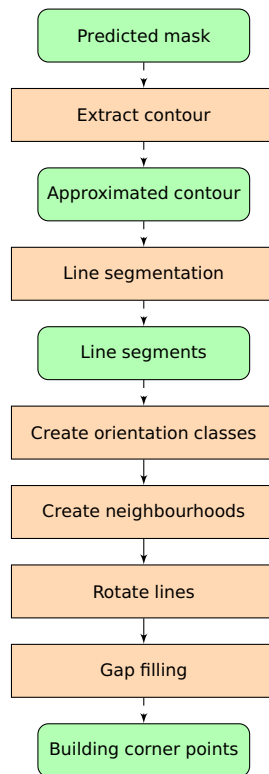 Predicted mask
Extract contour
Approximated contour
Line segmentation
Line segments
Create orientation classes
Create neighbourhoods
Rotate lines
Gap filling
Building corner points